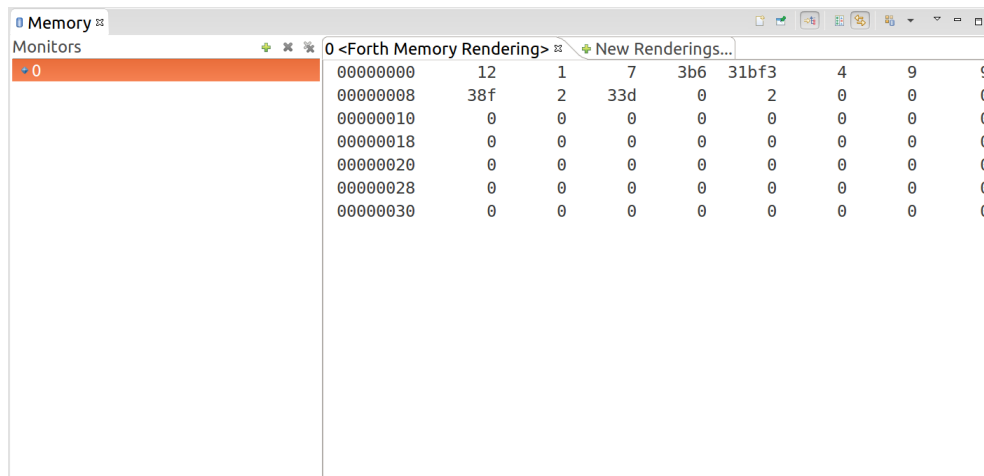 Memory
Monitors
0 <Forth Memory Rendering> New Renderings...
0
00000000 12 1 7 3b6 31bf3 4 9
00000008 38f 2 33d 0 2 0 0
00000010 0 0 0 0 0 0 0
00000018 0 0 0 0 0 0 0
00000020 0 0 0 0 0 0 0
00000028 0 0 0 0 0 0 0
00000030 0 0 0 0 0 0 0